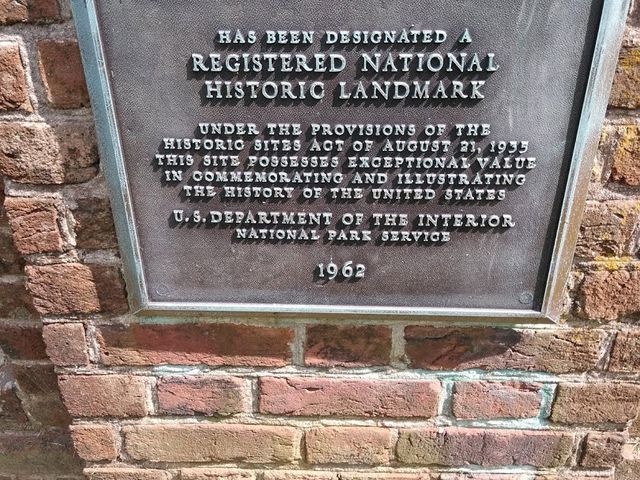 HAS BEEN DESIGNATED A
REGISTERED NATIONAL
HISTORIC LANDMARK
UNDER THE PROVISIONS OF THE
HISTORIC SITES ACT OF AUGUST 21, 1935
THIS SITE POSSESSES EXCEPTIONAL VALUE
IN COMMEMORATING AND ILLUSTRATING
THE HISTORY OF THE UNITED STATES
U.S. DEPARTMENT OF THE INTERIOR
NATIONAL PARK SERVICE
1962